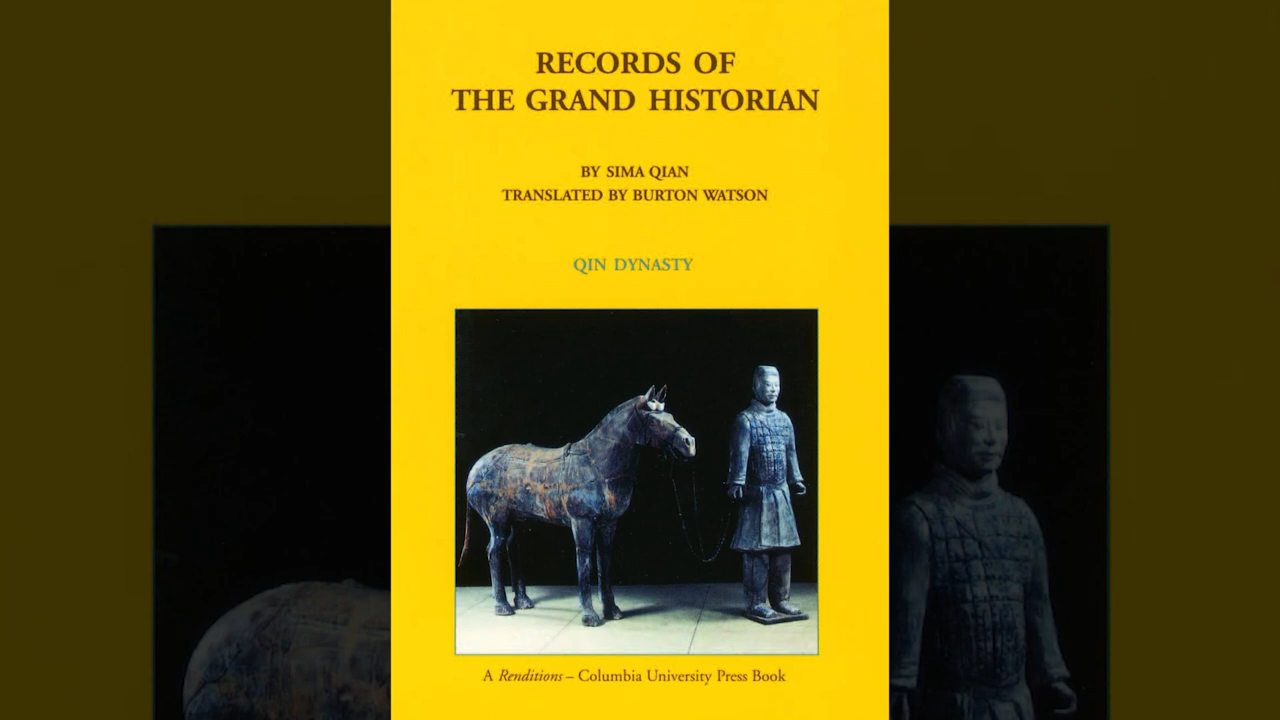 RECORDS OF
THE GRAND HISTORIAN
BY SIMA QIAN
TRANSLATED BY BURTON WATSON
QIN DYNASTY
A Renditions – Columbia University Press Book